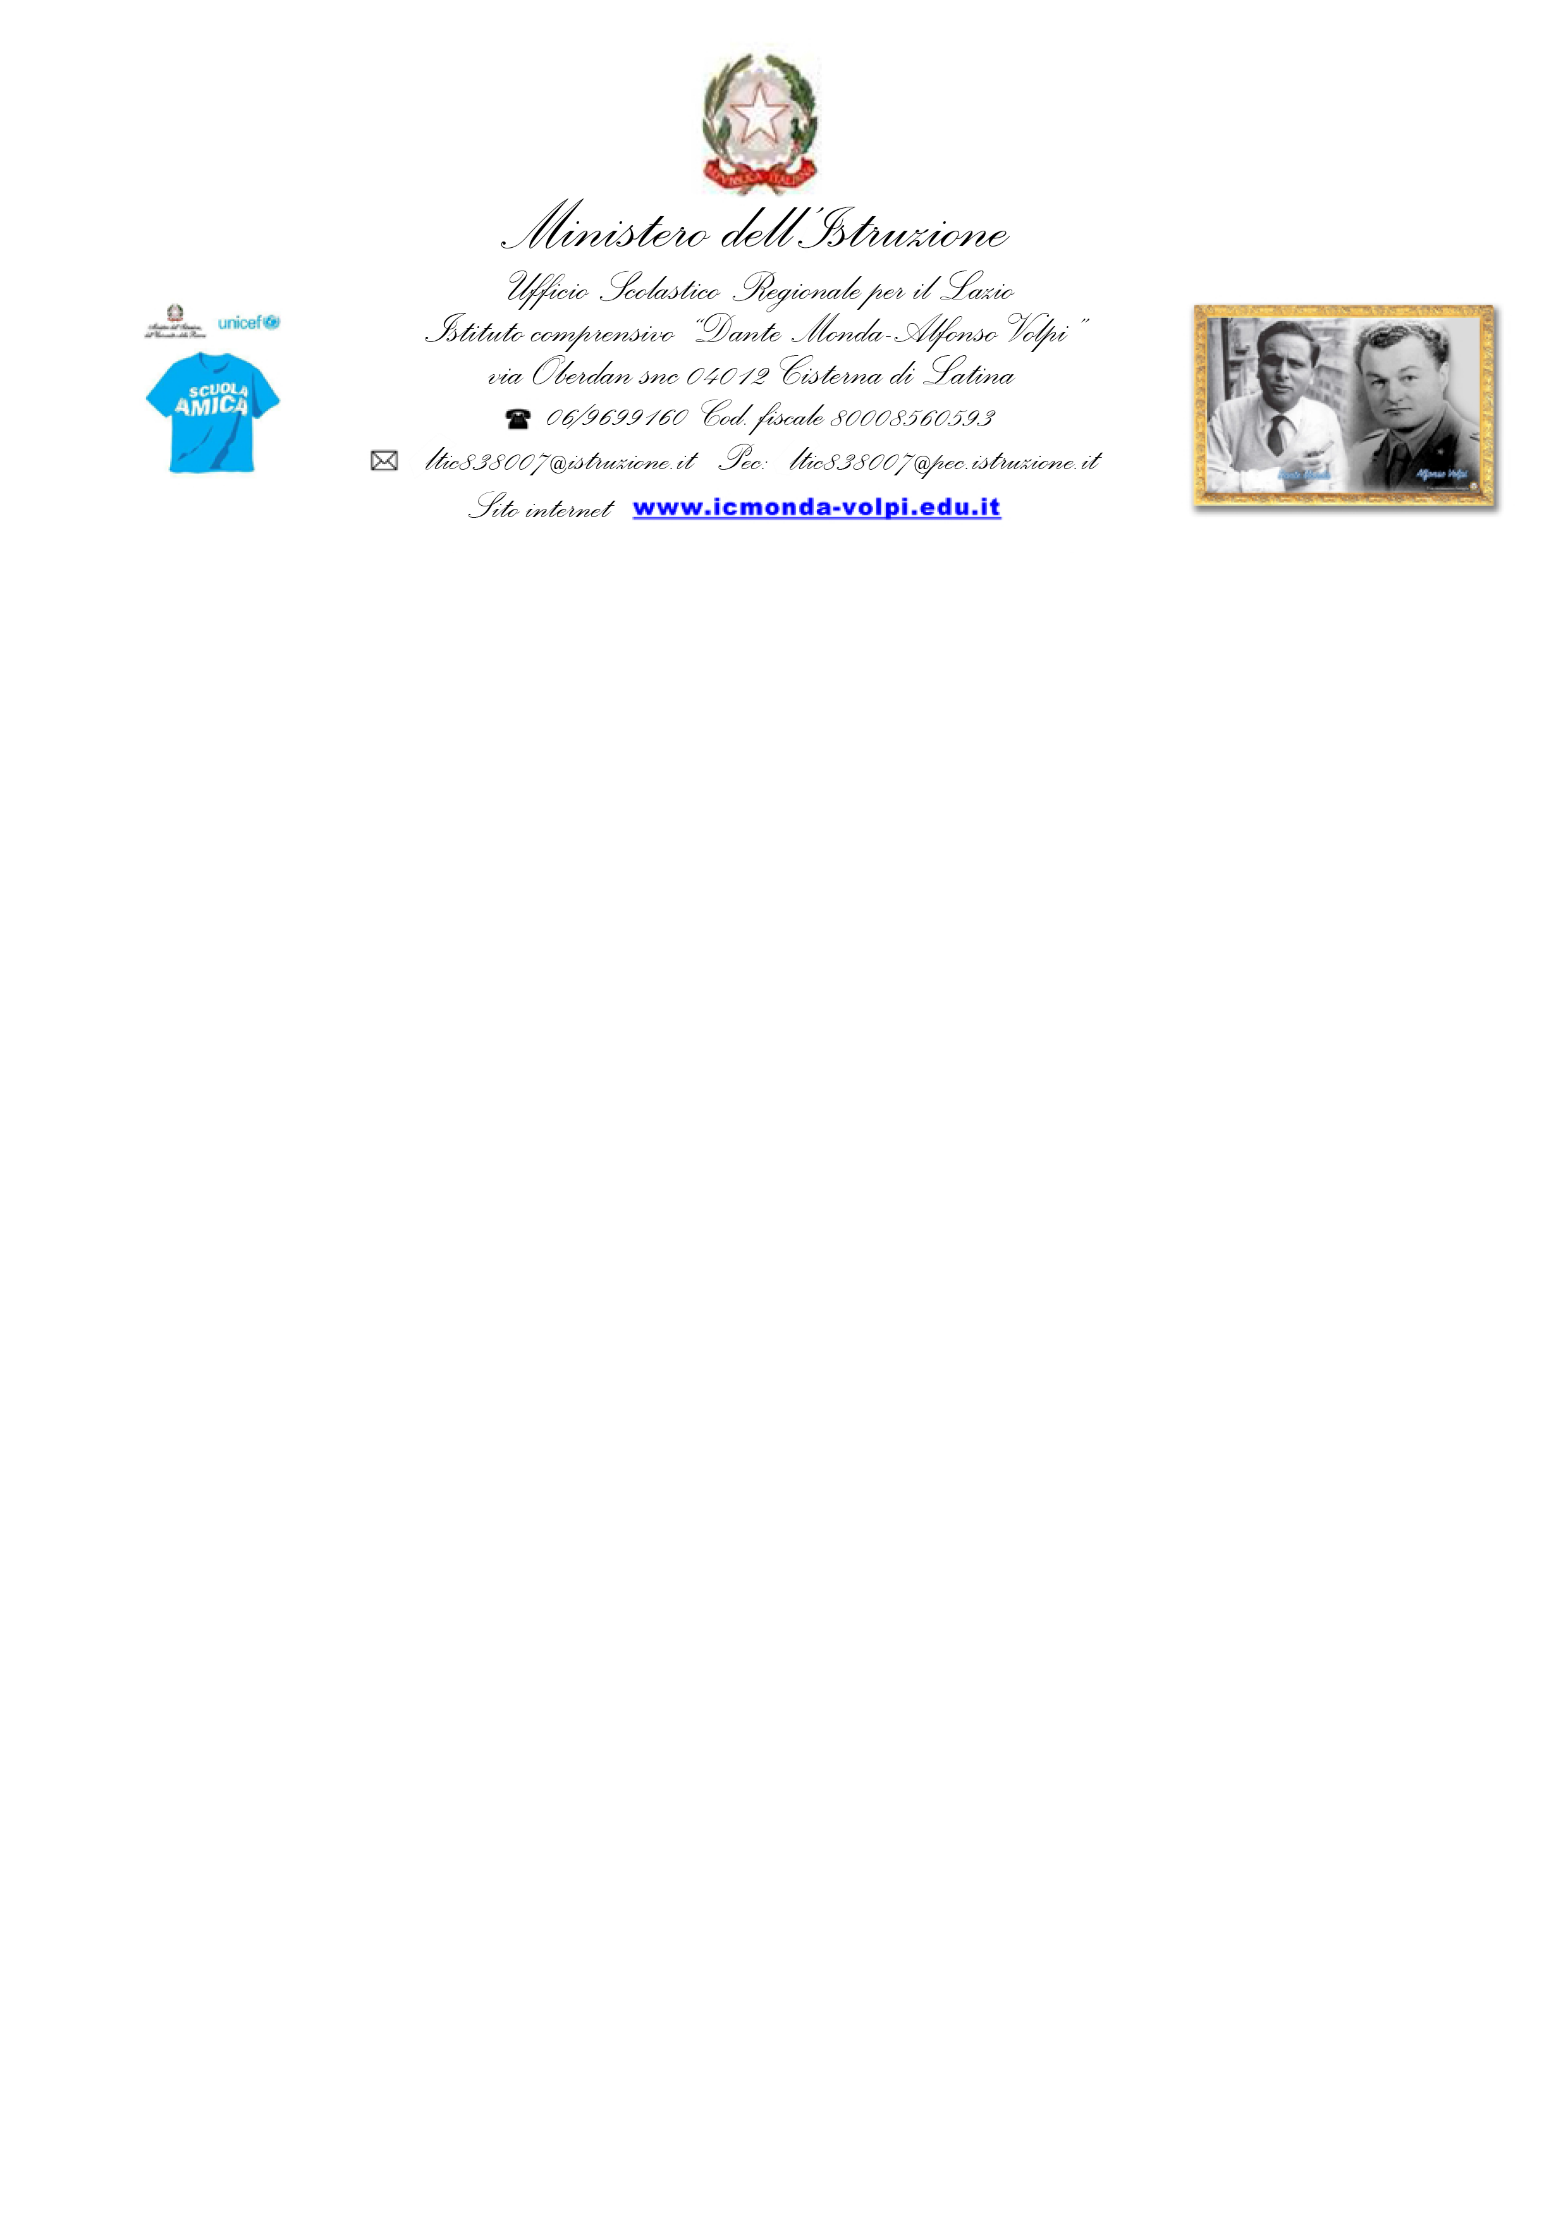 REPVBBLICA ITALIANA
Ministero dell'Istruzione
Ufficio Scolastico Regionale per il Lazio
Istituto comprensivo “Dante Monda-Alfonso Volpi”
via Oberdan snc 04012 Cisterna di Latina
☎ 06/9699160 Cod. fiscale 80008560593
✉ ltic838007@istruzione.it Pec: ltic838007@pec.istruzione.it
Sito internet www.icmonda-volpi.edu.it
unicef
SCUOLA
AMICA
Alfonso Volpi